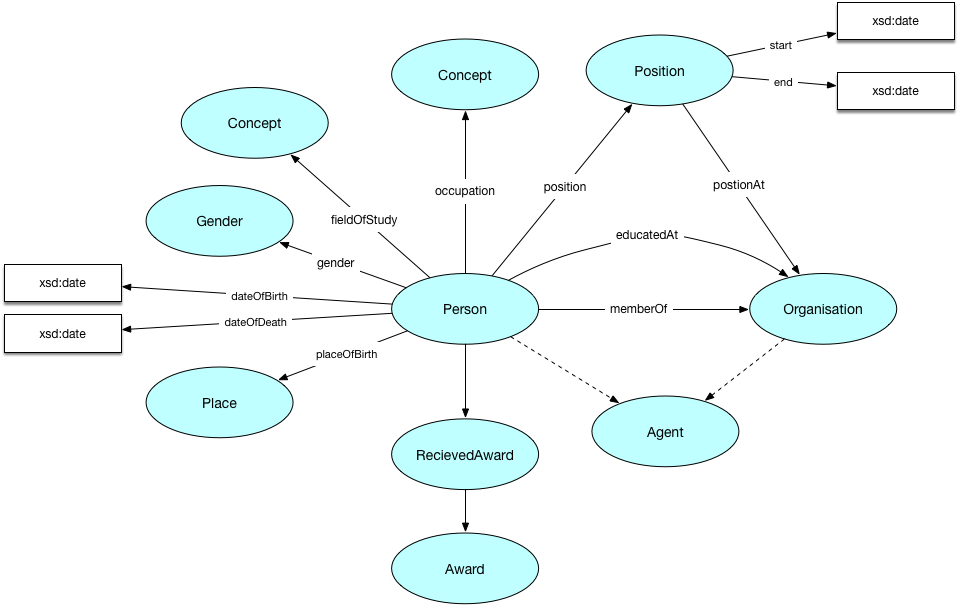 xsd:date
start
Concept
Position
end
xsd:date
Concept
occupation
position
postionAt
fieldOfStudy
Gender
educatedAt
gender
xsd:date
dateOfBirth
Person
memberOf
Organisation
xsd:date
dateOfDeath
placeOfBirth
Place
Agent
RecievedAward
Award